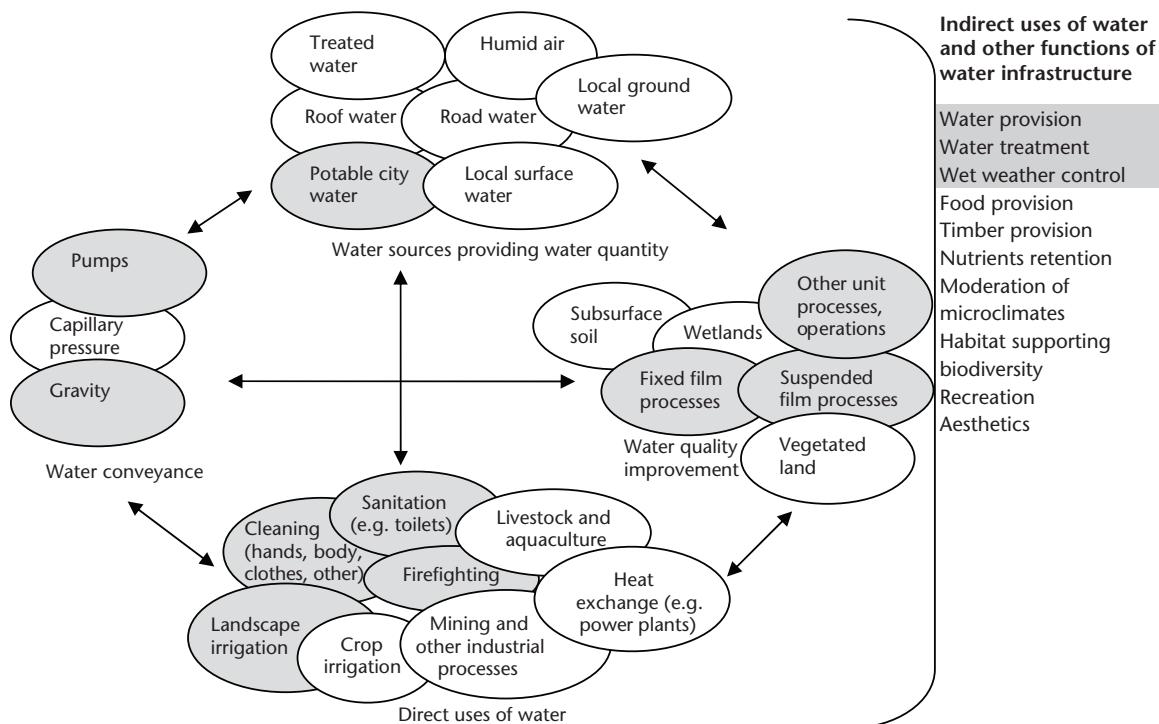 Treated
water
Humid air
Local ground
water
Roof water
Road water
Potable city
water
Local surface
water
Water sources providing water quantity
Pumps
Capillary
pressure
Gravity
Water conveyance
Subsurface
soil
Wetlands
Other unit
processes,
operations
Fixed film
processes
Suspended
film processes
Water quality
improvement
Vegetated
land
Cleaning
(hands, body,
clothes, other)
Sanitation
(e.g. toilets)
Livestock and
aquaculture
Firefighting
Heat
exchange (e.g.
power plants)
Landscape
irrigation
Crop
irrigation
Mining and
other industrial
processes
Direct uses of water
Indirect uses of water
and other functions of
water infrastructure
Water provision
Water treatment
Wet weather control
Food provision
Timber provision
Nutrients retention
Moderation of
microclimates
Habitat supporting
biodiversity
Recreation
Aesthetics